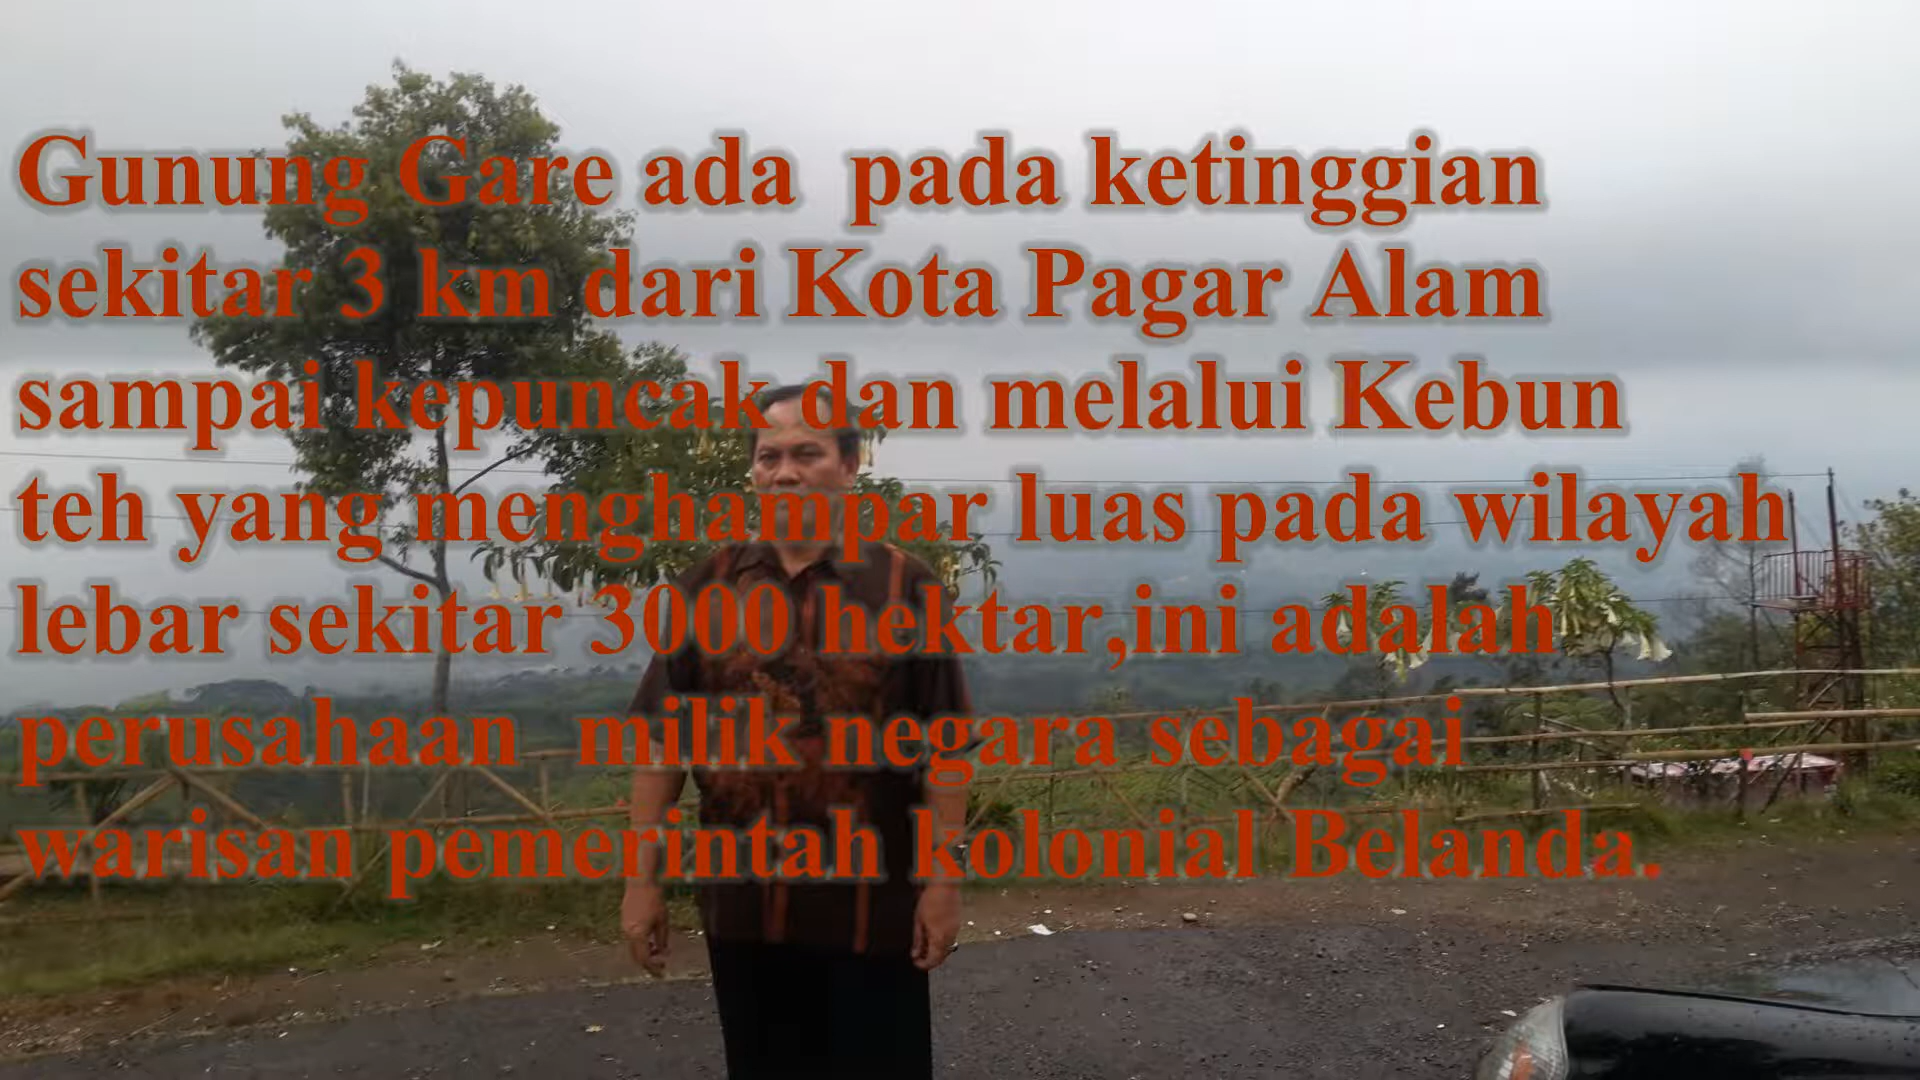 Gunung Gare ada  pada ketinggian
sekitar 3 km dari Kota Pagar Alam
sampai kepuncak dan melalui Kebun
teh yang menghampar luas pada wilayah
lebar sekitar 3000 hektar,ini adalah
perusahaan  milik negara sebagai
warisan pemerintah kolonial Belanda.